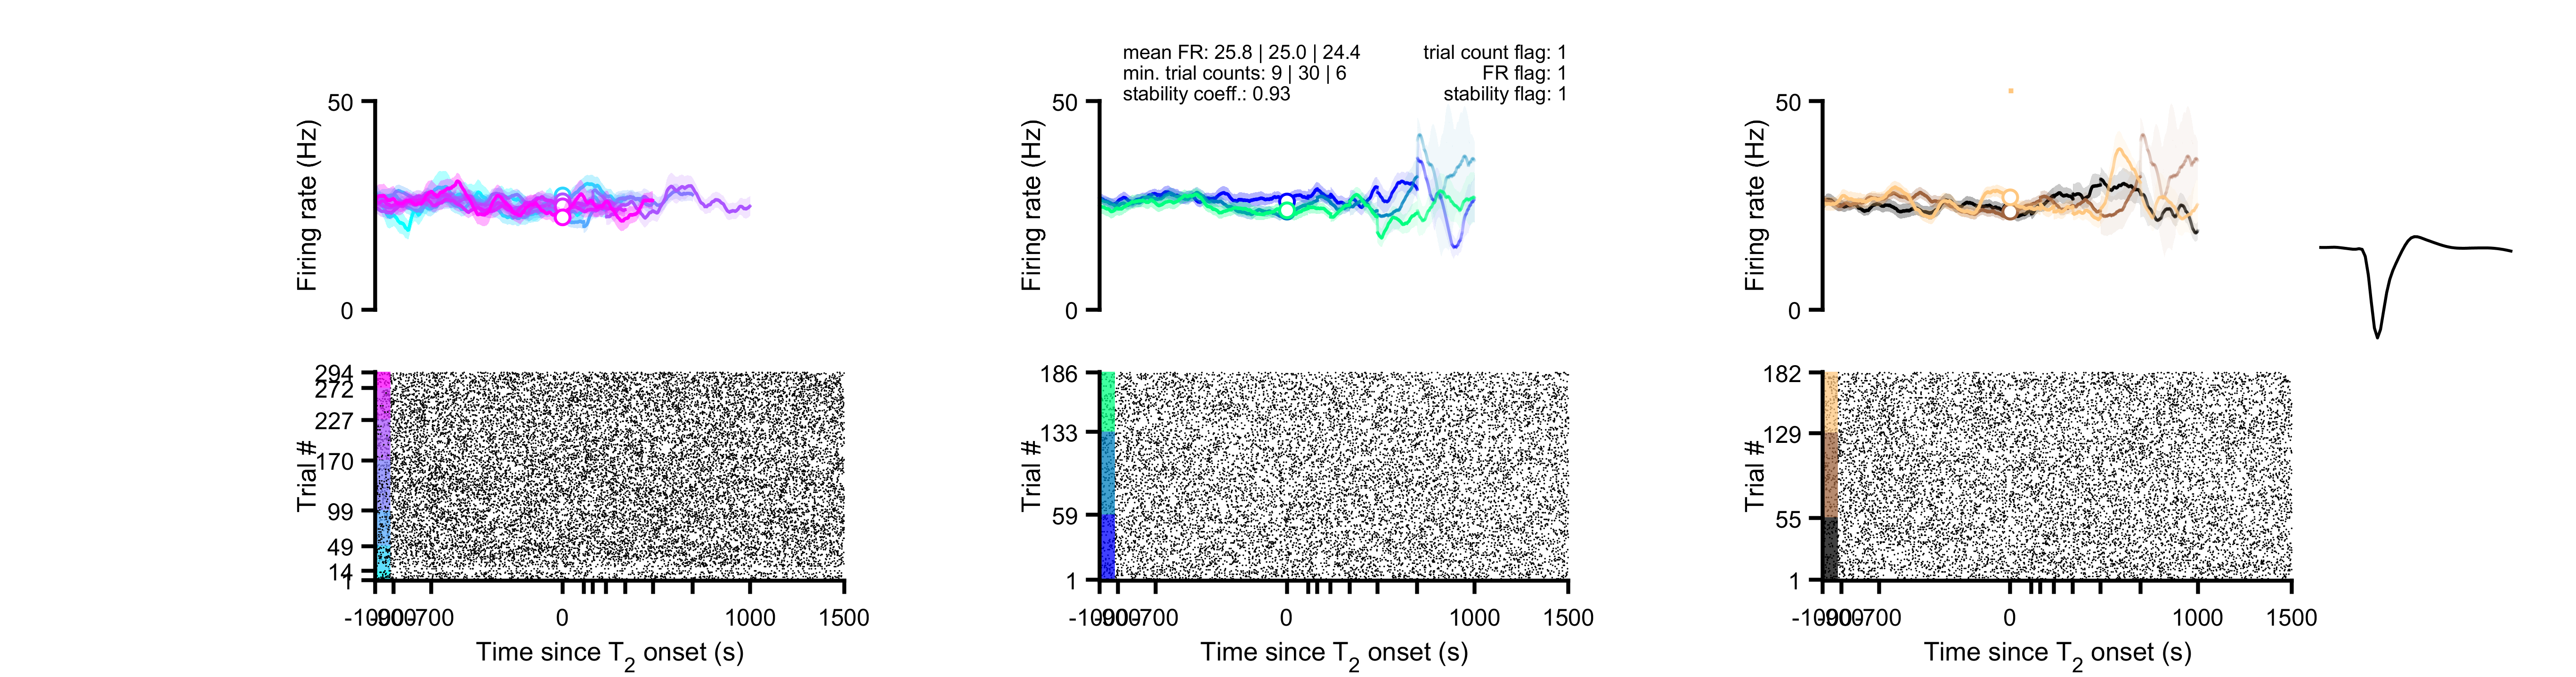 mean FR: 25.8 | 25.0 | 24.4
min. trial counts: 9 | 30 | 6
stability coeff.: 0.93
trial count flag: 1
FR flag: 1
stability flag: 1
50
Firing rate (Hz)
0
50
Firing rate (Hz)
0
50
Firing rate (Hz)
0
294
272
227
170
99
49
14
1
Trial #
-1000
-900
-700
0
1000
1500
Time since T2 onset (s)
186
133
59
1
Trial #
-1000
-900
-700
0
1000
1500
Time since T2 onset (s)
182
129
55
1
Trial #
-1000
-900
-700
0
1000
1500
Time since T2 onset (s)